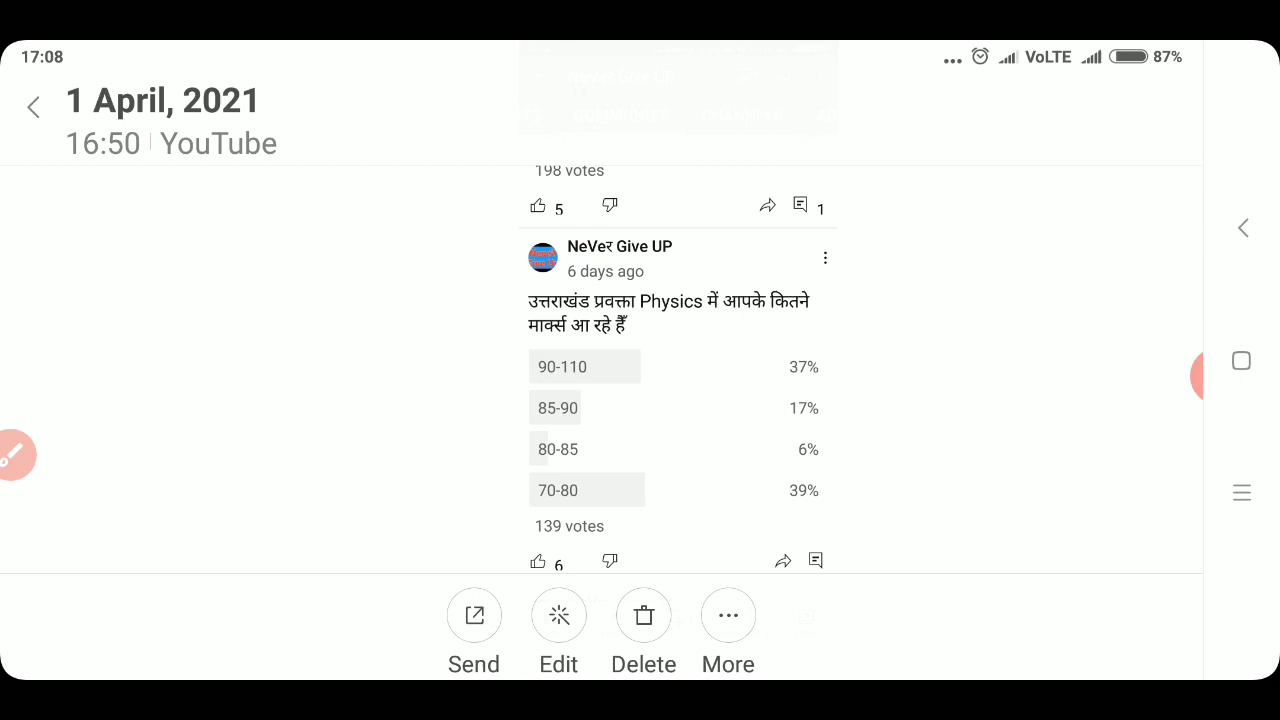 17:08
VoLTE
87%
1 April, 2021
16:50 YouTube
198 votes
5
1
NeVeर Give UP
6 days ago
उत्तराखंड प्रवक्ता Physics में आपके कितने
मार्क्स आ रहे हैँ
90-110 37%
85-90 17%
80-85 6%
70-80 39%
139 votes
6
Send Edit Delete More